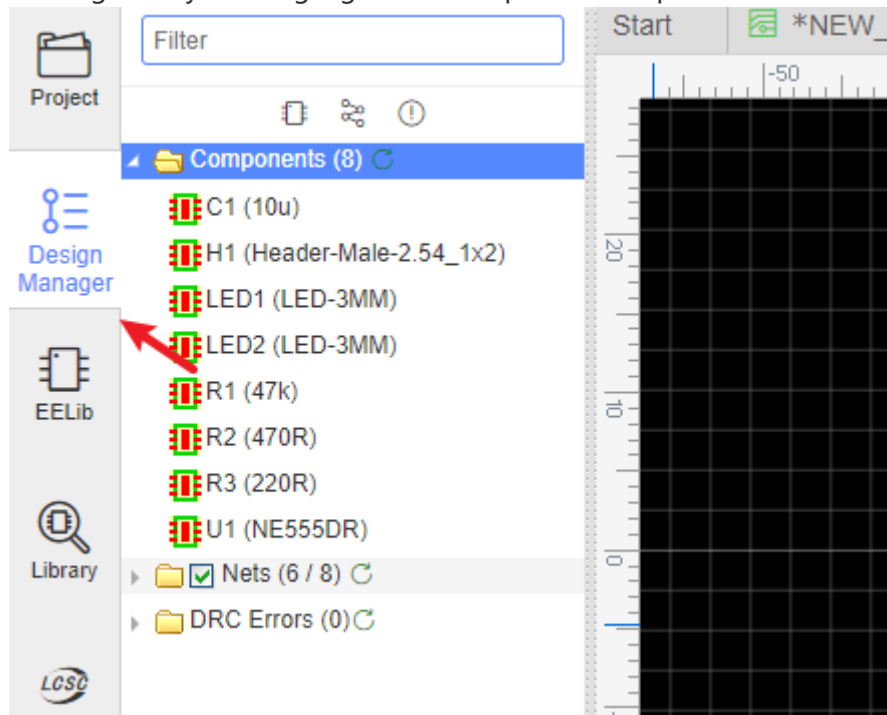 Filter
Start
*NEW_
Project
-50
Components (8)
C1 (10u)
Design
Manager
H1 (Header-Male-2.54_1x2)
20
LED1 (LED-3MM)
LED2 (LED-3MM)
EELib
R1 (47k)
10
R2 (470R)
R3 (220R)
U1 (NE555DR)
Library
Nets (6 / 8)
0
DRC Errors (0)
LCSC